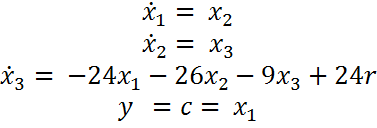 ẋ₁ = x₂
ẋ₂ = x₃
ẋ₃ = −24x₁ − 26x₂ − 9x₃ + 24r
y = c = x₁